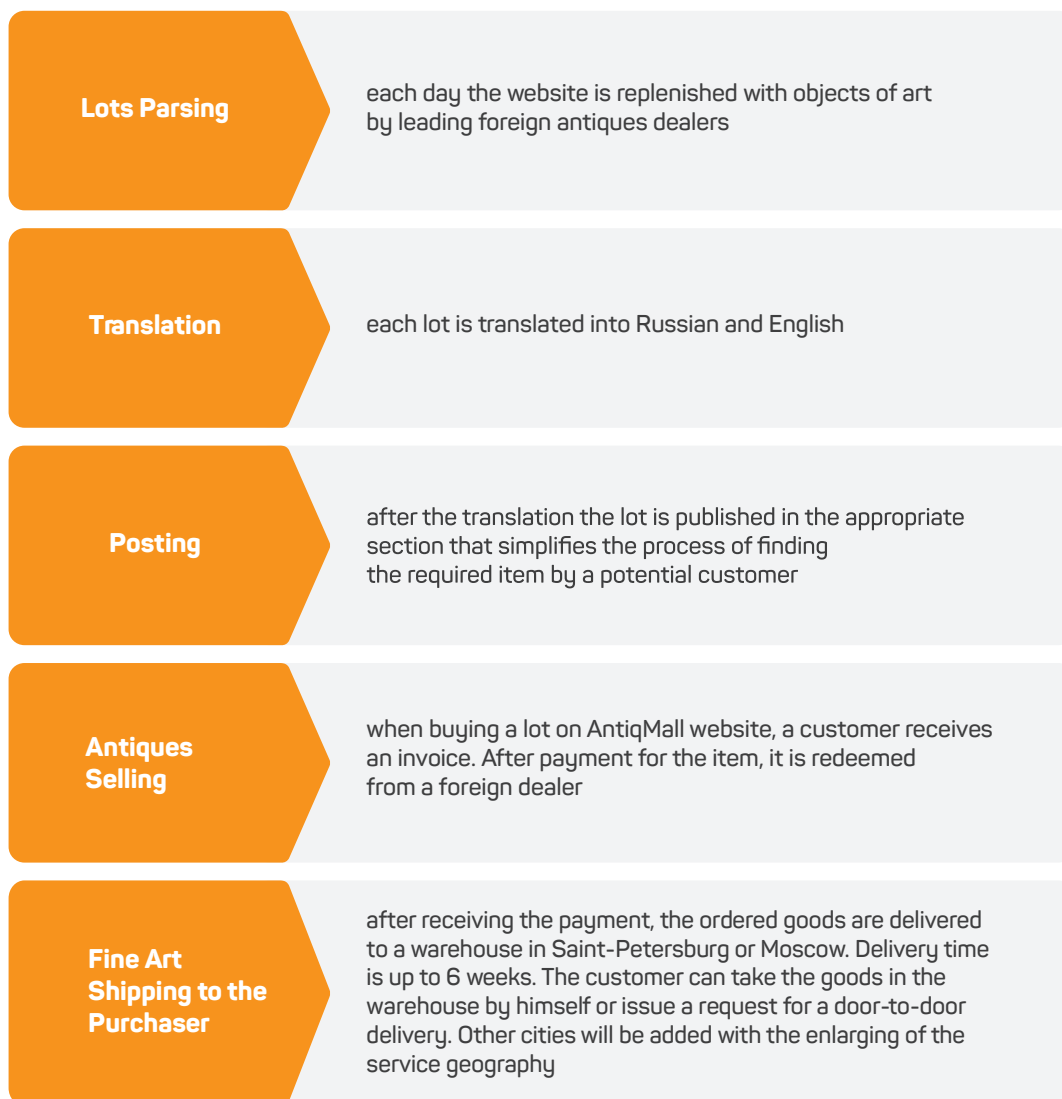 Lots Parsing
each day the website is replenished with objects of art
by leading foreign antiques dealers
Translation
each lot is translated into Russian and English
Posting
after the translation the lot is published in the appropriate
section that simplifies the process of finding
the required item by a potential customer
Antiques
Selling
when buying a lot on AntiqMall website, a customer receives
an invoice. After payment for the item, it is redeemed
from a foreign dealer
Fine Art
Shipping to the
Purchaser
after receiving the payment, the ordered goods are delivered
to a warehouse in Saint-Petersburg or Moscow. Delivery time
is up to 6 weeks. The customer can take the goods in the
warehouse by himself or issue a request for a door-to-door
delivery. Other cities will be added with the enlarging of the
service geography